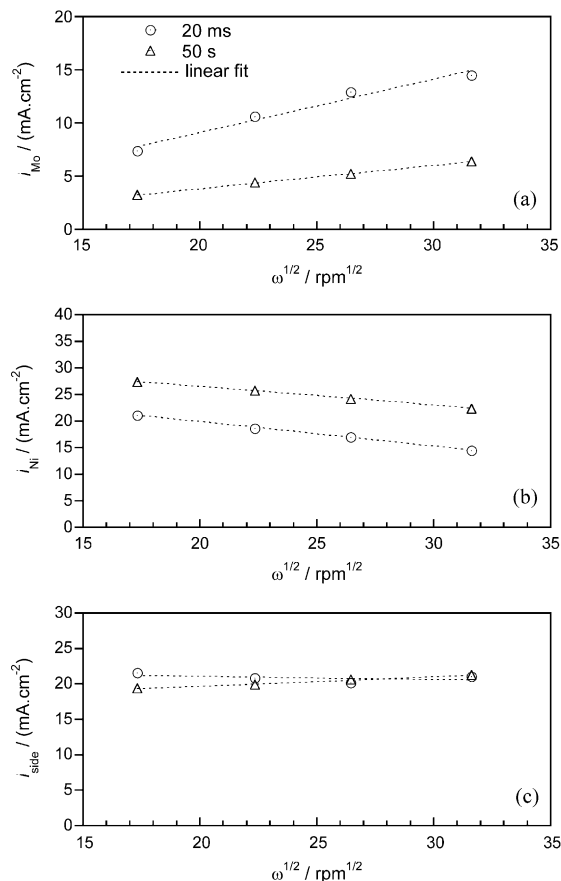 20
20 ms
50 s
linear fit
15
10
5
0
i_Mo / (mA.cm⁻²)
(a)
15 20 25 30 35
ω^1/2 / rpm^1/2
40
35
30
25
20
15
10
5
0
i_Ni / (mA.cm⁻²)
(b)
15 20 25 30 35
ω^1/2 / rpm^1/2
30
25
20
15
10
5
0
i_side / (mA.cm⁻²)
(c)
15 20 25 30 35
ω^1/2 / rpm^1/2